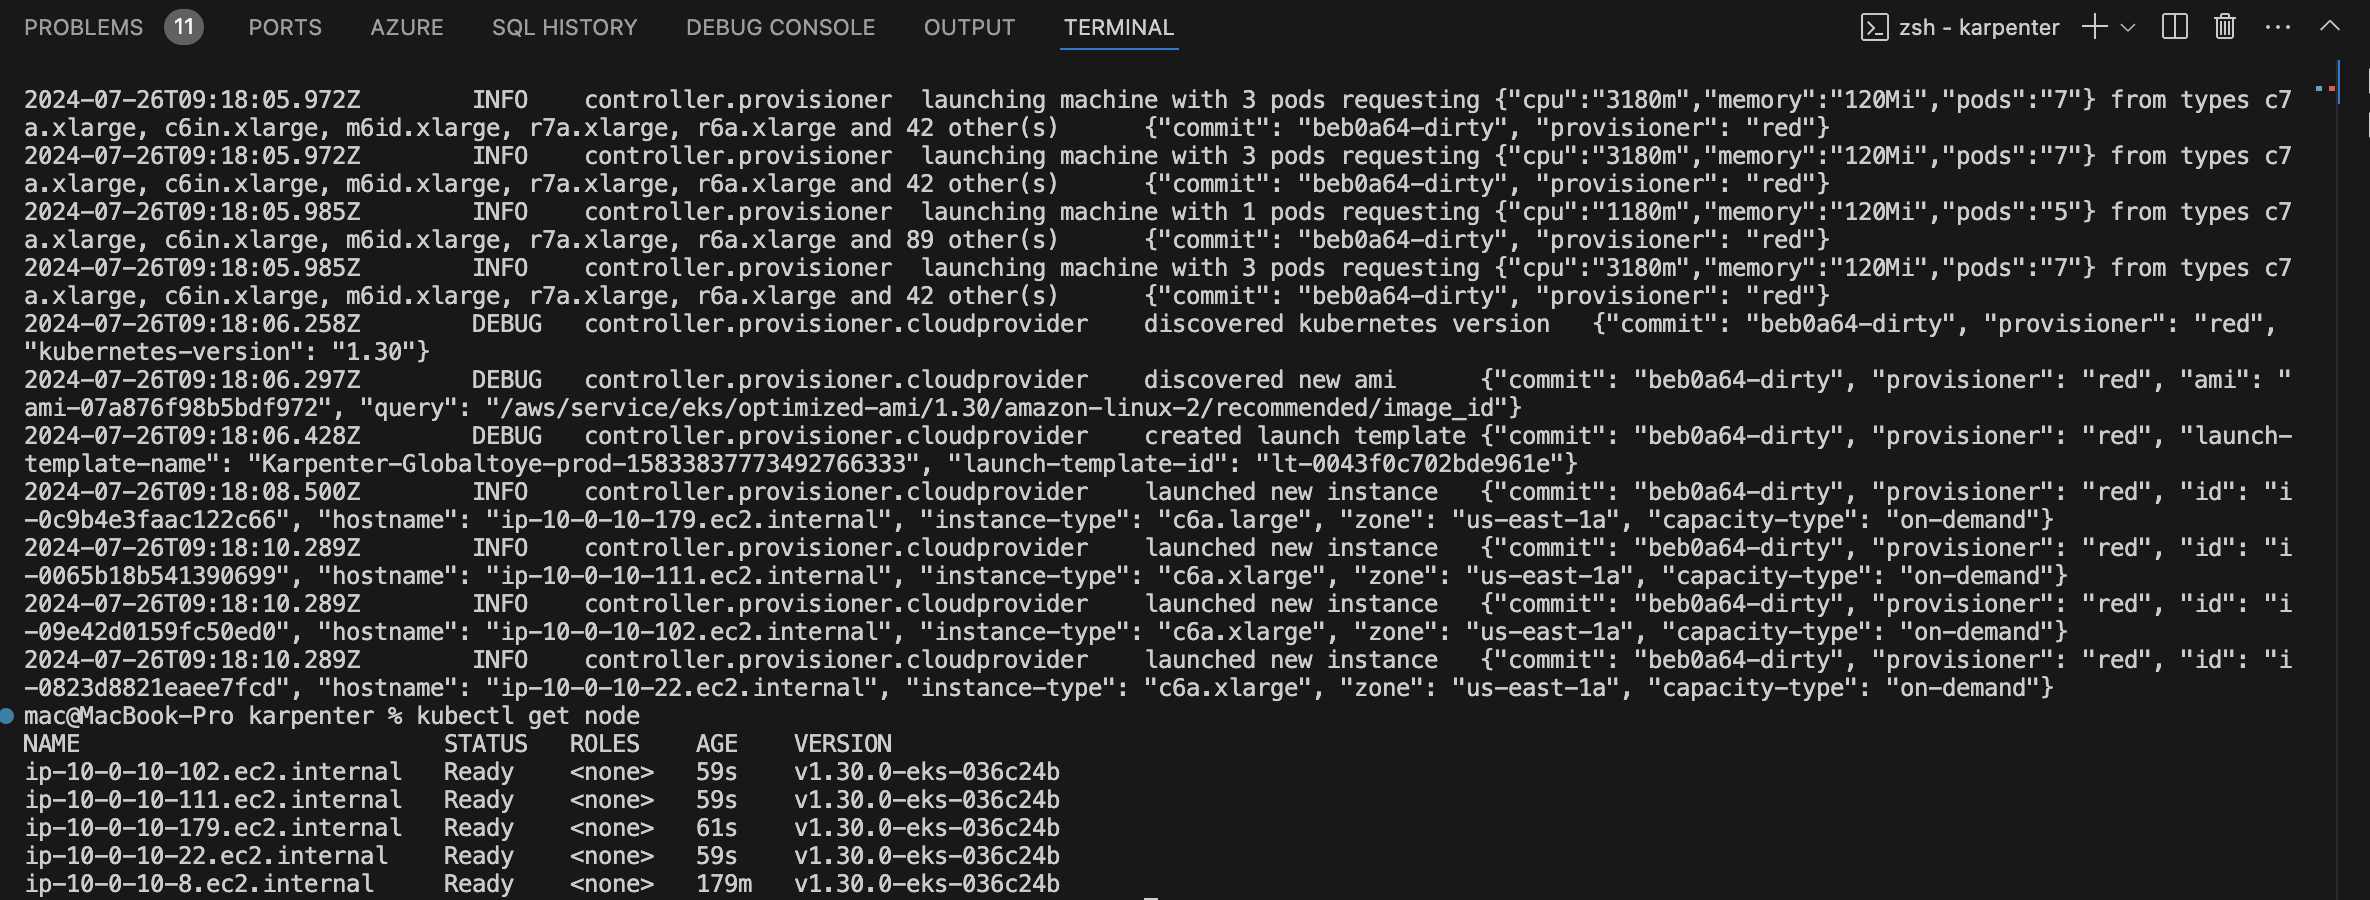 PROBLEMS 11 PORTS AZURE SQL HISTORY DEBUG CONSOLE OUTPUT TERMINAL zsh - karpenter
2024-07-26T09:18:05.972Z INFO controller.provisioner launching machine with 3 pods requesting {"cpu":"3180m","memory":"120Mi","pods":"7"} from types c7
a.xlarge, c6in.xlarge, m6id.xlarge, r7a.xlarge, r6a.xlarge and 42 other(s) {"commit": "beb0a64-dirty", "provisioner": "red"}
2024-07-26T09:18:05.972Z INFO controller.provisioner launching machine with 3 pods requesting {"cpu":"3180m","memory":"120Mi","pods":"7"} from types c7
a.xlarge, c6in.xlarge, m6id.xlarge, r7a.xlarge, r6a.xlarge and 42 other(s) {"commit": "beb0a64-dirty", "provisioner": "red"}
2024-07-26T09:18:05.985Z INFO controller.provisioner launching machine with 1 pods requesting {"cpu":"1180m","memory":"120Mi","pods":"5"} from types c7
a.xlarge, c6in.xlarge, m6id.xlarge, r7a.xlarge, r6a.xlarge and 89 other(s) {"commit": "beb0a64-dirty", "provisioner": "red"}
2024-07-26T09:18:05.985Z INFO controller.provisioner launching machine with 3 pods requesting {"cpu":"3180m","memory":"120Mi","pods":"7"} from types c7
a.xlarge, c6in.xlarge, m6id.xlarge, r7a.xlarge, r6a.xlarge and 42 other(s) {"commit": "beb0a64-dirty", "provisioner": "red"}
2024-07-26T09:18:06.258Z DEBUG controller.provisioner.cloudprovider discovered kubernetes version {"commit": "beb0a64-dirty", "provisioner": "red",
"kubernetes-version": "1.30"}
2024-07-26T09:18:06.297Z DEBUG controller.provisioner.cloudprovider discovered new ami {"commit": "beb0a64-dirty", "provisioner": "red", "ami": "
ami-07a876f98b5bdf972", "query": "/aws/service/eks/optimized-ami/1.30/amazon-linux-2/recommended/image_id"}
2024-07-26T09:18:06.428Z DEBUG controller.provisioner.cloudprovider created launch template {"commit": "beb0a64-dirty", "provisioner": "red", "launch-
template-name": "Karpenter-Globaltoye-prod-15833837773492766333", "launch-template-id": "lt-0043f0c702bde961e"}
2024-07-26T09:18:08.500Z INFO controller.provisioner.cloudprovider launched new instance {"commit": "beb0a64-dirty", "provisioner": "red", "id": "i
-0c9b4e3faac122c66", "hostname": "ip-10-0-10-179.ec2.internal", "instance-type": "c6a.large", "zone": "us-east-1a", "capacity-type": "on-demand"}
2024-07-26T09:18:10.289Z INFO controller.provisioner.cloudprovider launched new instance {"commit": "beb0a64-dirty", "provisioner": "red", "id": "i
-0065b18b541390699", "hostname": "ip-10-0-10-111.ec2.internal", "instance-type": "c6a.xlarge", "zone": "us-east-1a", "capacity-type": "on-demand"}
2024-07-26T09:18:10.289Z INFO controller.provisioner.cloudprovider launched new instance {"commit": "beb0a64-dirty", "provisioner": "red", "id": "i
-09e42d0159fc50ed0", "hostname": "ip-10-0-10-102.ec2.internal", "instance-type": "c6a.xlarge", "zone": "us-east-1a", "capacity-type": "on-demand"}
2024-07-26T09:18:10.289Z INFO controller.provisioner.cloudprovider launched new instance {"commit": "beb0a64-dirty", "provisioner": "red", "id": "i
-0823d8821eaee7fcd", "hostname": "ip-10-0-10-22.ec2.internal", "instance-type": "c6a.xlarge", "zone": "us-east-1a", "capacity-type": "on-demand"}
mac@MacBook-Pro karpenter % kubectl get node
NAME STATUS ROLES AGE VERSION
ip-10-0-10-102.ec2.internal Ready <none> 59s v1.30.0-eks-036c24b
ip-10-0-10-111.ec2.internal Ready <none> 59s v1.30.0-eks-036c24b
ip-10-0-10-179.ec2.internal Ready <none> 61s v1.30.0-eks-036c24b
ip-10-0-10-22.ec2.internal Ready <none> 59s v1.30.0-eks-036c24b
ip-10-0-10-8.ec2.internal Ready <none> 179m v1.30.0-eks-036c24b